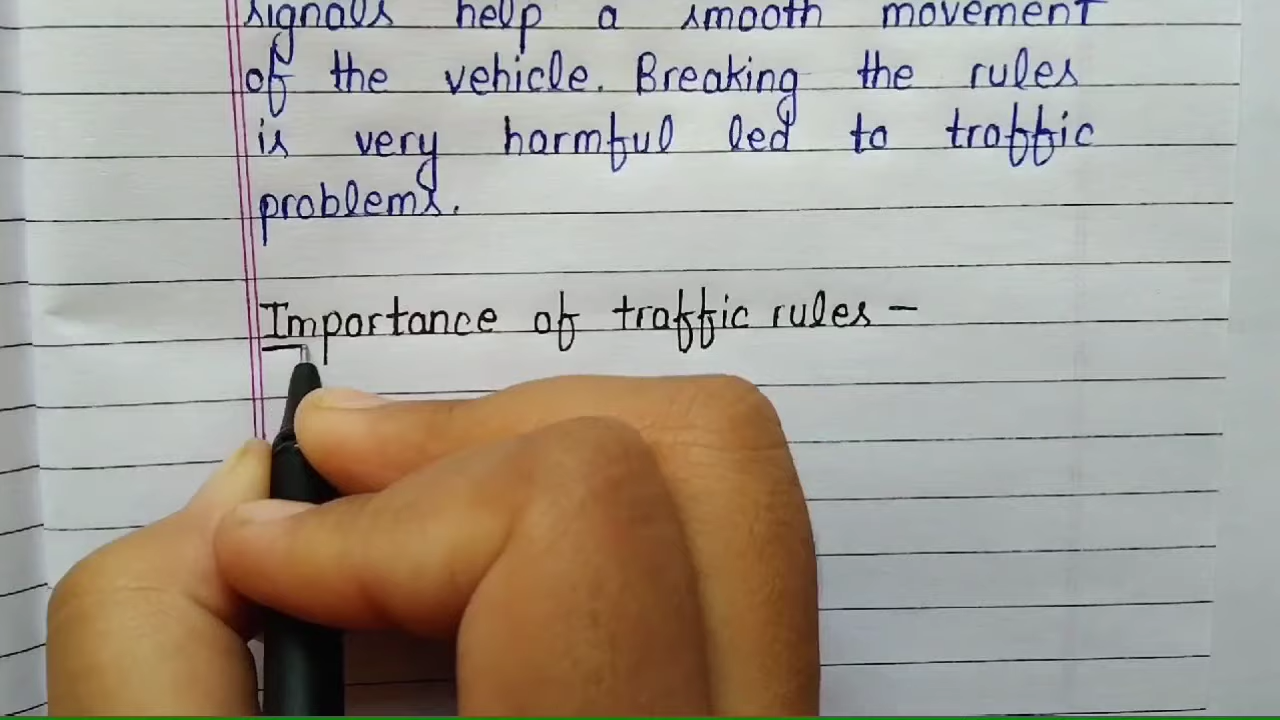 signals help a smooth movement
of the vehicle. Breaking the rules
is very harmful led to traffic
problems.
Importance of traffic rules -